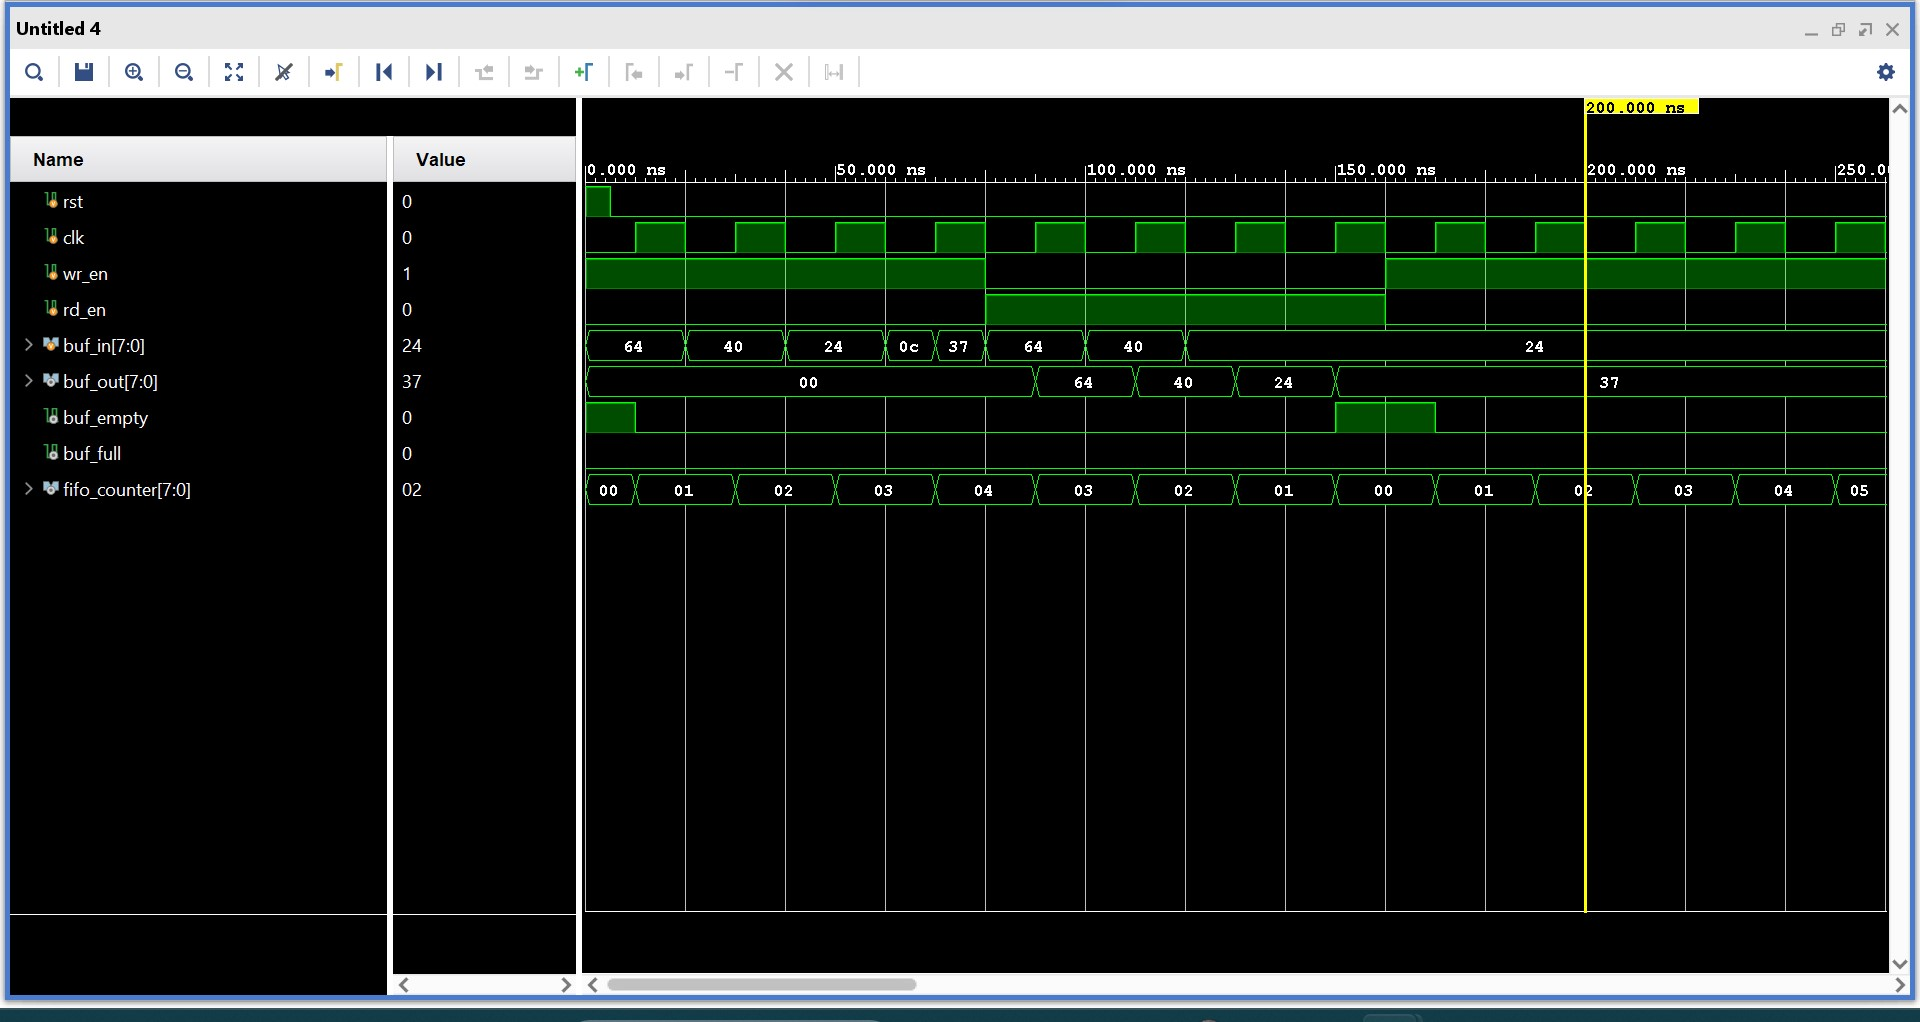 Untitled 4
200.000 ns
Name Value
0.000 ns 50.000 ns 100.000 ns 150.000 ns 200.000 ns 250.0
rst 0
clk 0
wr_en 1
rd_en 0
buf_in[7:0] 24 64 40 24 0c 37 64 40 24
buf_out[7:0] 37 00 64 40 24 37
buf_empty 0
buf_full 0
fifo_counter[7:0] 02 00 01 02 03 04 03 02 01 00 01 02 03 04 05